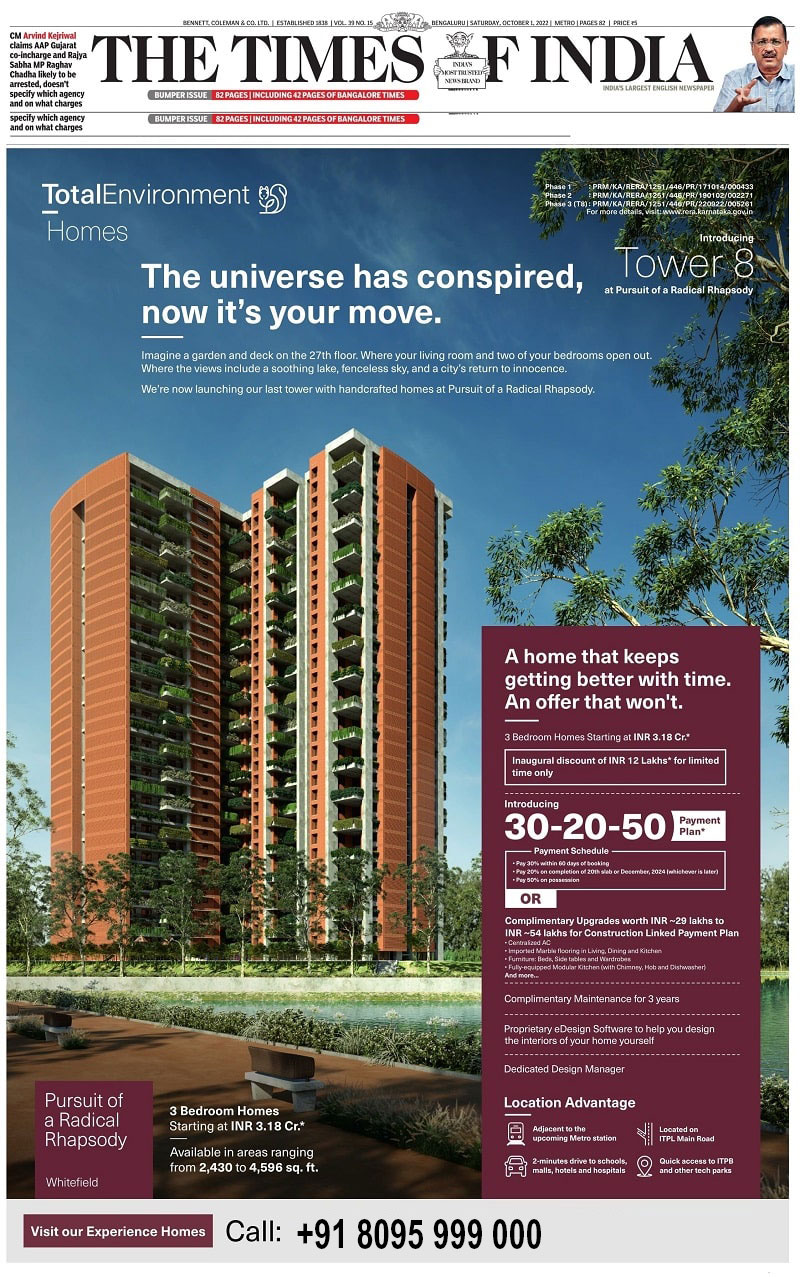 BENNETT, COLEMAN & CO. LTD. | ESTABLISHED 1838 | VOL. 39 NO. 15 BENGALURU | SATURDAY, OCTOBER 1, 2022 | METRO | PAGES 82 | PRICE ₹5
CM Arvind Kejriwal
claims AAP Gujarat
co-incharge and Rajya
Sabha MP Raghav
Chadha likely to be
arrested, doesn't
specify which agency
and on what charges
THE TIMES OF INDIA
INDIA'S
MOST TRUSTED
NEWS BRAND
INDIA'S LARGEST ENGLISH NEWSPAPER
BUMPER ISSUE 82 PAGES | INCLUDING 42 PAGES OF BANGALORE TIMES
specify which agency
and on what charges
BUMPER ISSUE 82 PAGES | INCLUDING 42 PAGES OF BANGALORE TIMES
TotalEnvironment
Homes
Phase 1 : PRM/KA/RERA/1251/446/PR/171014/000433
Phase 2 : PRM/KA/RERA/1251/446/PR/190102/002271
Phase 3 (T8) : PRM/KA/RERA/1251/446/PR/220922/005261
For more details, visit: www.rera.karnataka.gov.in
Introducing
Tower 8
at Pursuit of a Radical Rhapsody
The universe has conspired,
now it's your move.
Imagine a garden and deck on the 27th floor. Where your living room and two of your bedrooms open out.
Where the views include a soothing lake, fenceless sky, and a city's return to innocence.
We're now launching our last tower with handcrafted homes at Pursuit of a Radical Rhapsody.
A home that keeps
getting better with time.
An offer that won't.
3 Bedroom Homes Starting at INR 3.18 Cr.*
Inaugural discount of INR 12 Lakhs* for limited
time only
Introducing
30-20-50 Payment
Plan*
Payment Schedule
• Pay 30% within 60 days of booking
• Pay 20% on completion of 20th slab or December, 2024 (whichever is later)
• Pay 50% on possession
OR
Complimentary Upgrades worth INR ~29 lakhs to
INR ~54 lakhs for Construction Linked Payment Plan
• Centralized AC
• Imported Marble flooring in Living, Dining and Kitchen
• Furniture: Beds, Side tables and Wardrobes
• Fully-equipped Modular Kitchen (with Chimney, Hob and Dishwasher)
And more...
Complimentary Maintenance for 3 years
Proprietary eDesign Software to help you design
the interiors of your home yourself
Dedicated Design Manager
Location Advantage
Adjacent to the
upcoming Metro station
Located on
ITPL Main Road
2-minutes drive to schools,
malls, hotels and hospitals
Quick access to ITPB
and other tech parks
Pursuit of
a Radical
Rhapsody
Whitefield
3 Bedroom Homes
Starting at INR 3.18 Cr.*
Available in areas ranging
from 2,430 to 4,596 sq. ft.
Visit our Experience Homes Call: +91 8095 999 000